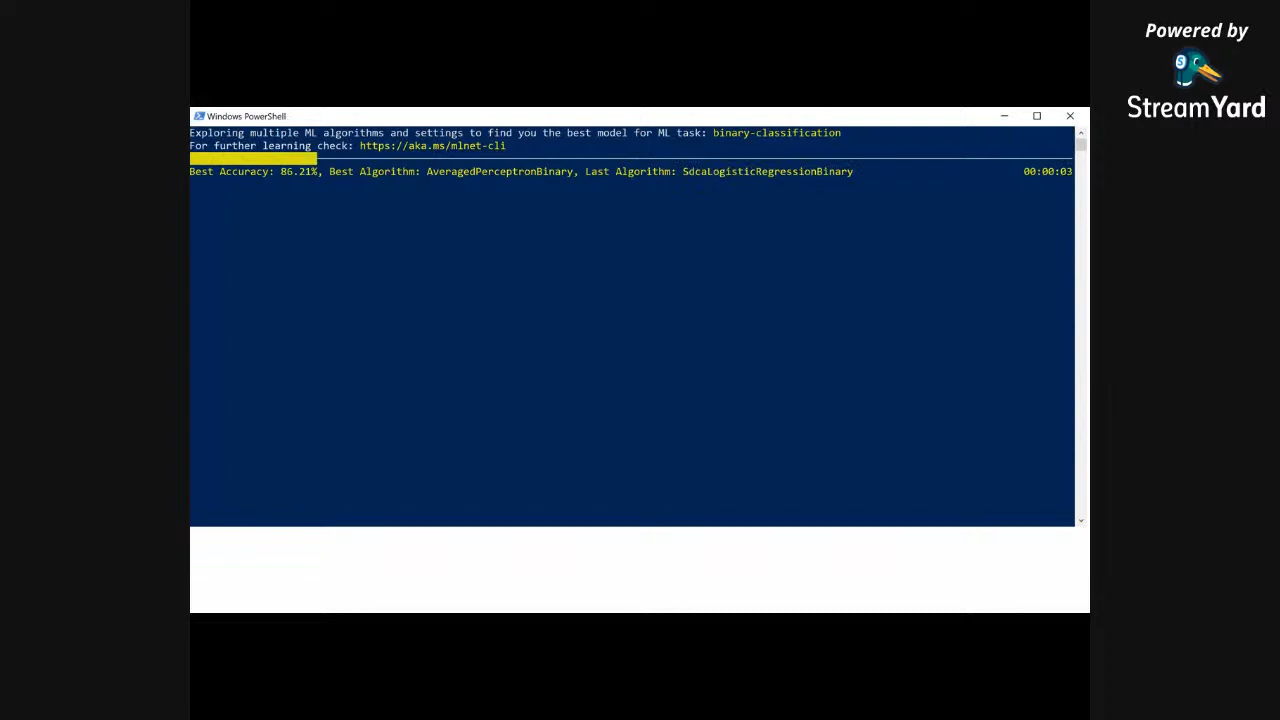 Powered by
StreamYard
Windows PowerShell
Exploring multiple ML algorithms and settings to find you the best model for ML task: binary-classification
For further learning check: https://aka.ms/mlnet-cli
Best Accuracy: 86.21%, Best Algorithm: AveragedPerceptronBinary, Last Algorithm: SdcaLogisticRegressionBinary 00:00:03